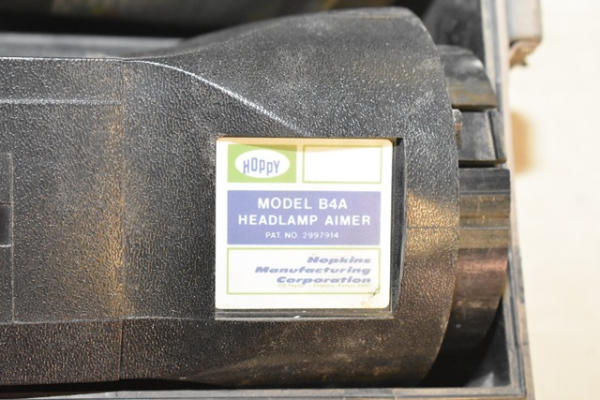 HOPPY
MODEL B4A
HEADLAMP AIMER
PAT. NO. 2997914
Hopkins
Manufacturing
Corporation